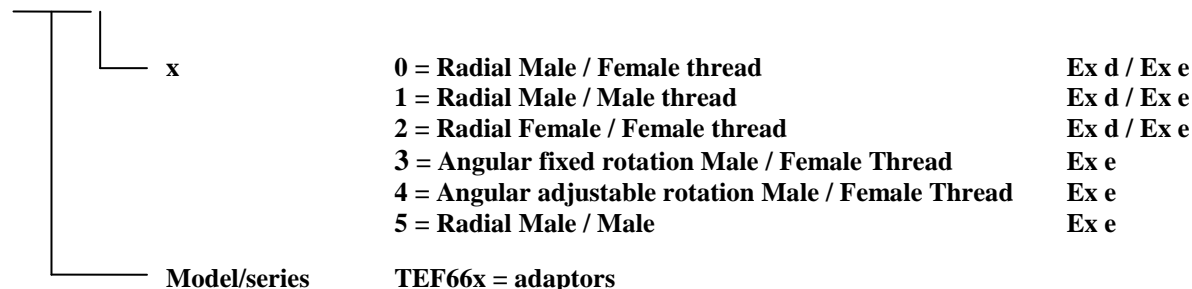 x 0 = Radial Male / Female thread Ex d / Ex e
1 = Radial Male / Male thread Ex d / Ex e
2 = Radial Female / Female thread Ex d / Ex e
3 = Angular fixed rotation Male / Female Thread Ex e
4 = Angular adjustable rotation Male / Female Thread Ex e
5 = Radial Male / Male Ex e
Model/series TEF66x = adaptors